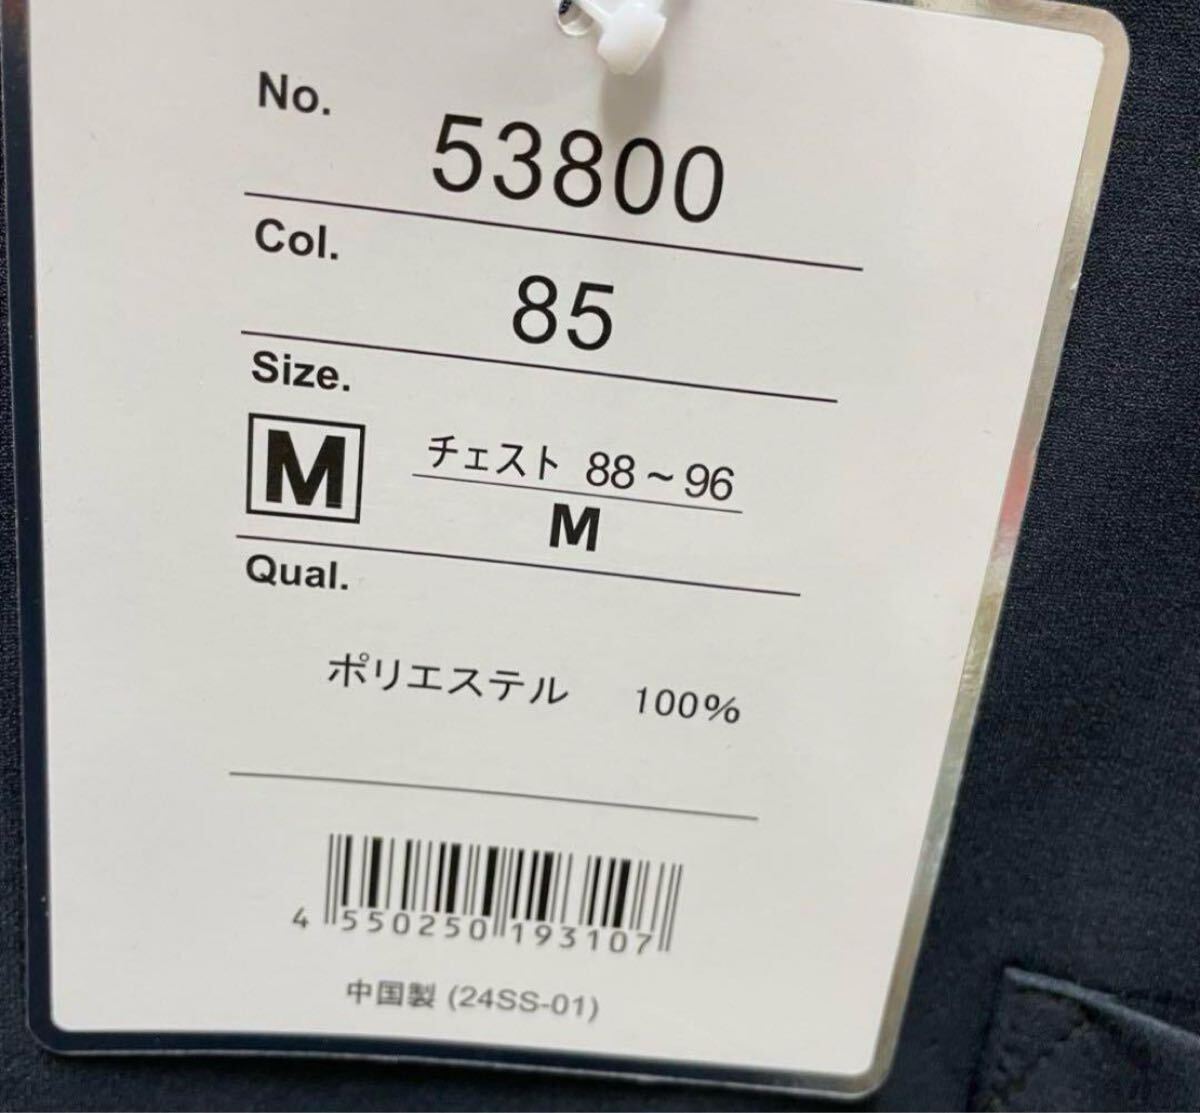 No.
53800
Col.
85
Size.
M チェスト 88～96
M
Qual.
ポリエステル 100%
4 550250 193107
中国製 (24SS-01)